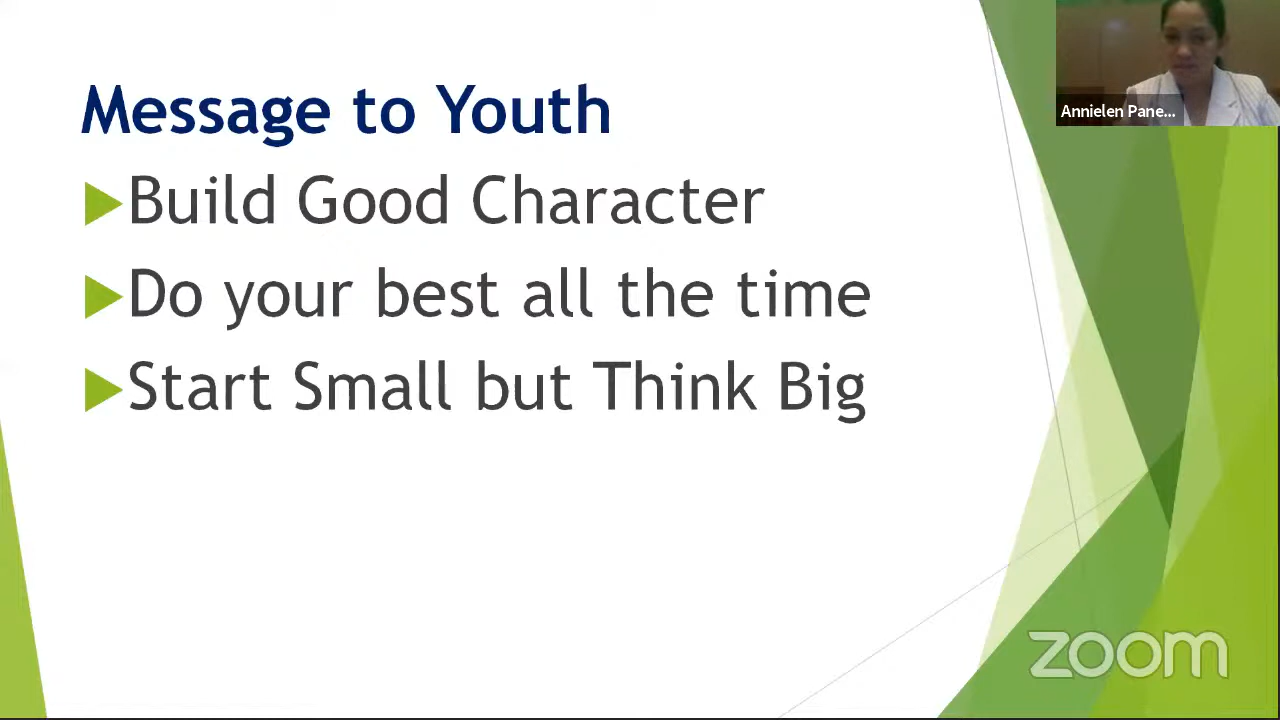 Message to Youth
Build Good Character
Do your best all the time
Start Small but Think Big
Annielen Pane...
zoom